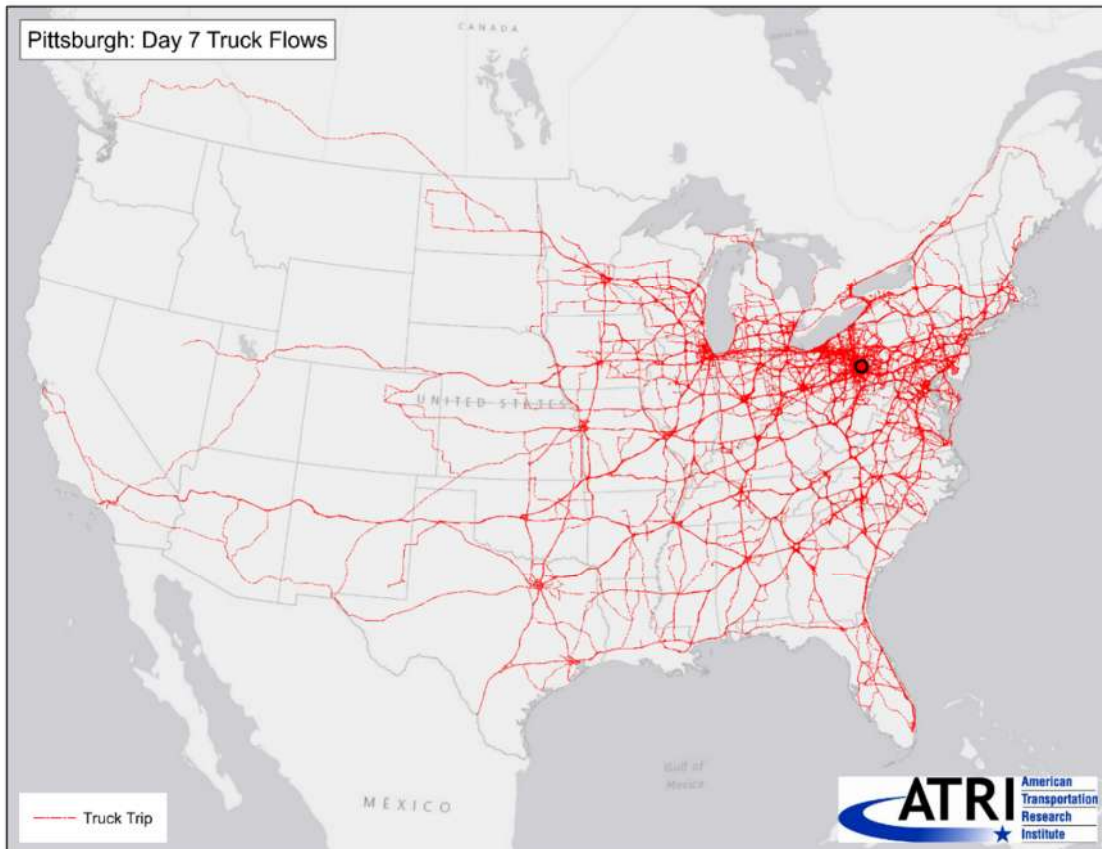 Pittsburgh: Day 7 Truck Flows
CANADA
UNITED STATES
Gulf of
Mexico
MEXICO
Truck Trip
ATRI
American
Transportation
Research
Institute